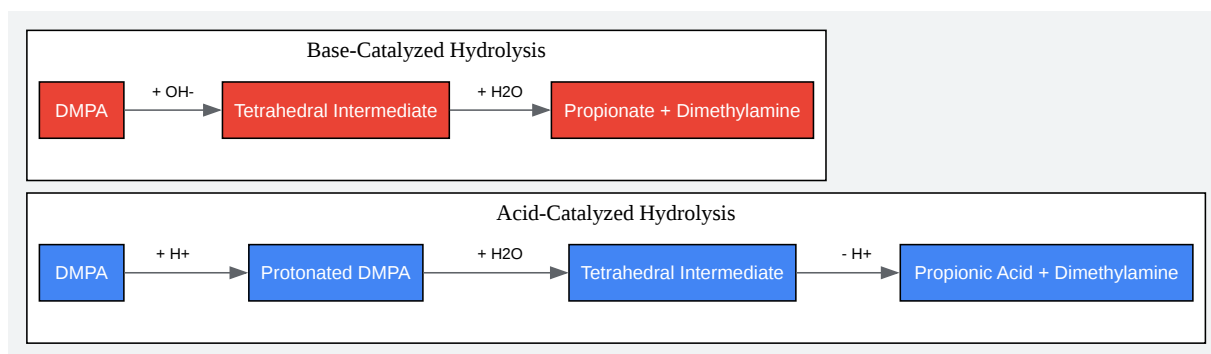 Base-Catalyzed Hydrolysis
+ OH-
+ H2O
DMPA
Tetrahedral Intermediate
Propionate + Dimethylamine
Acid-Catalyzed Hydrolysis
+ H+
+ H2O
- H+
DMPA
Protonated DMPA
Tetrahedral Intermediate
Propionic Acid + Dimethylamine